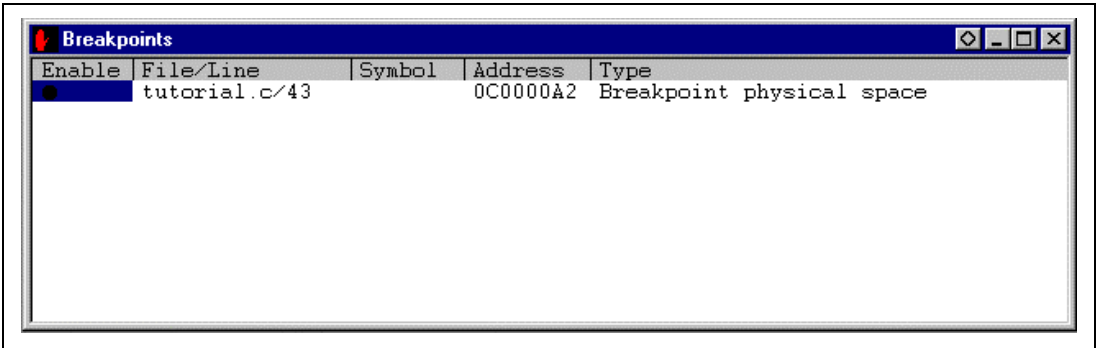 Breakpoints
Enable File/Line Symbol Address Type
tutorial.c/43 0C0000A2 Breakpoint physical space